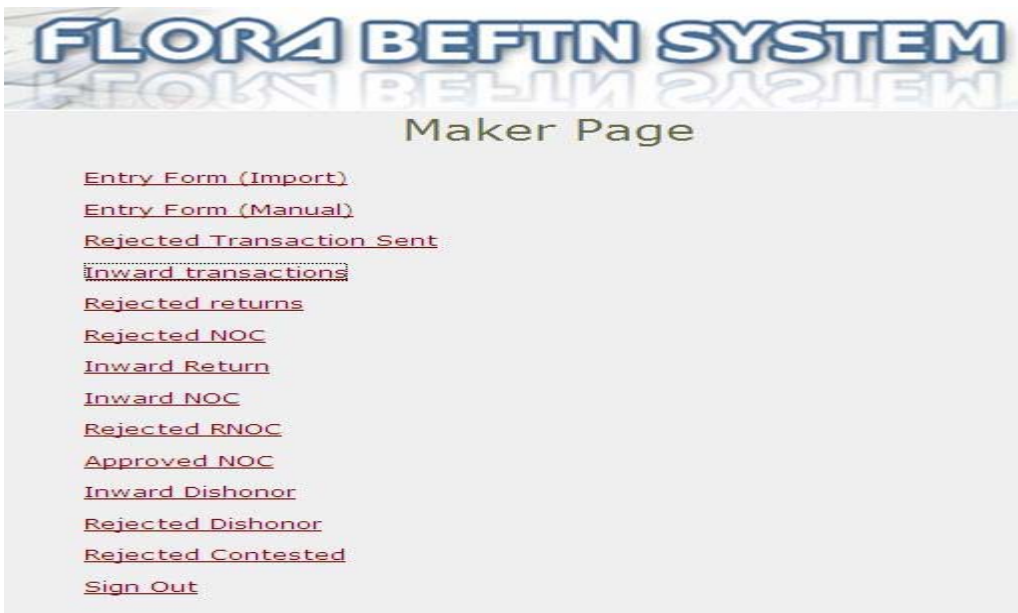 FLORA BEFTN SYSTEM
Maker Page
Entry Form (Import)
Entry Form (Manual)
Rejected Transaction Sent
Inward transactions
Rejected returns
Rejected NOC
Inward Return
Inward NOC
Rejected RNOC
Approved NOC
Inward Dishonor
Rejected Dishonor
Rejected Contested
Sign Out